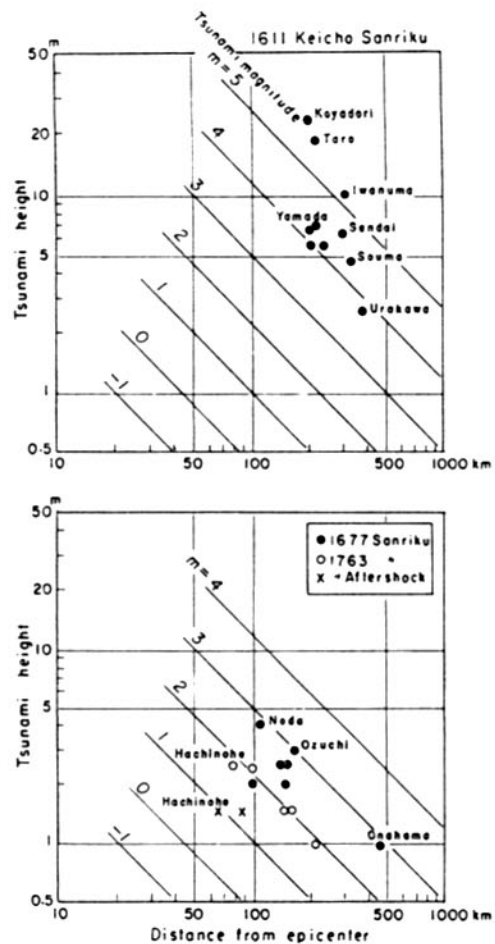 1611 Keicho Sanriku
m
50
20
10
5
1
0.5
Tsunami height
Tsunami magnitude
m=5
4
3
2
1
0
-1
Koyadori
Taro
Iwanuma
Yamada
Sendai
Souma
Urakawa
10
50
100
500
1000 km
m
50
20
10
5
1
0.5
Tsunami height
● 1677 Sanriku
○ 1763 "
x " Aftershock
m=4
3
2
1
0
-1
Noda
Ozuchi
Hachinohe
Hachinohe
Onahama
10
50
100
500
1000 km
Distance from epicenter